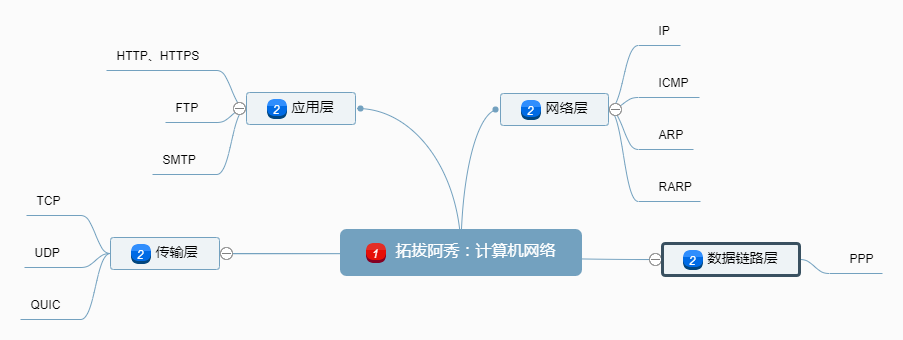 1 拓拔阿秀：计算机网络
2 应用层
HTTP、HTTPS
FTP
SMTP
2 传输层
TCP
UDP
QUIC
2 网络层
IP
ICMP
ARP
RARP
2 数据链路层
PPP